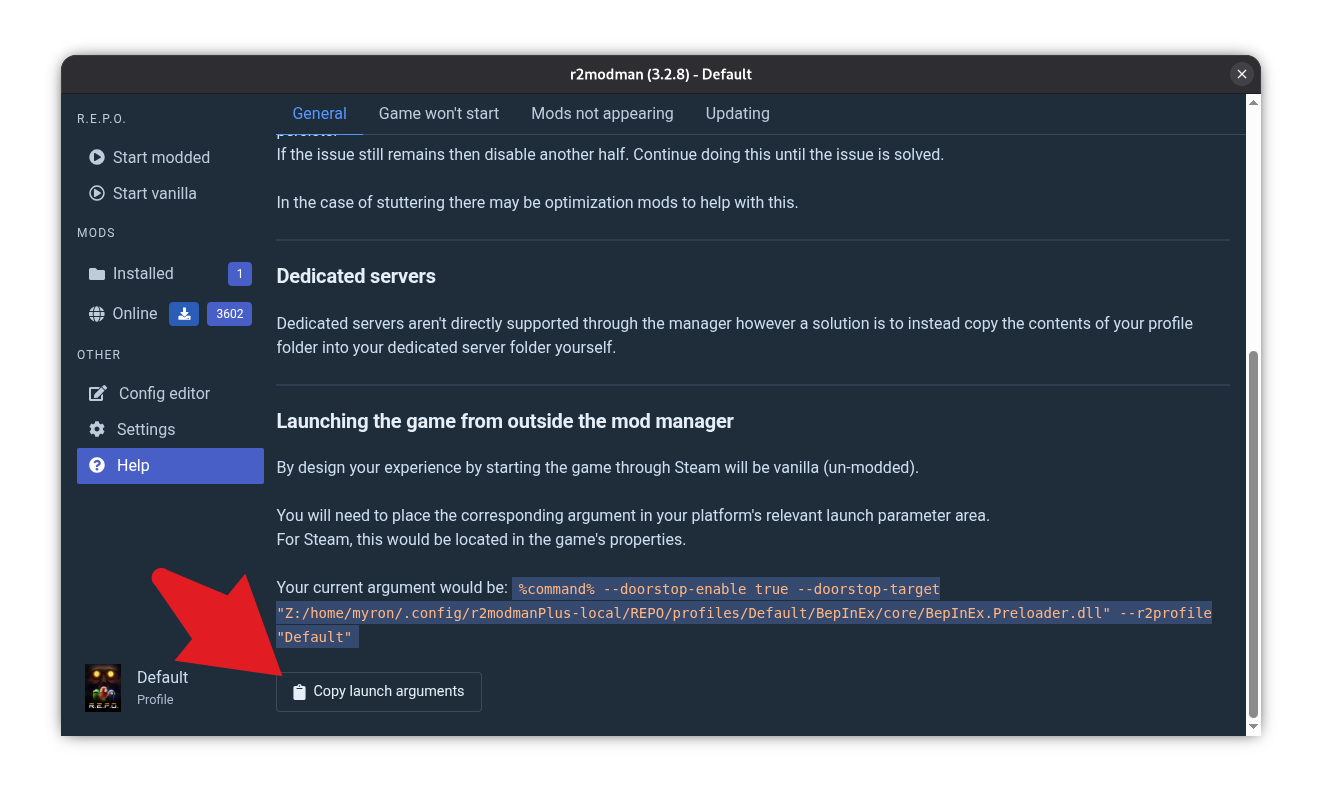 r2modman (3.2.8) - Default
R.E.P.O.
Start modded
Start vanilla
MODS
Installed
1
Online
3602
OTHER
Config editor
Settings
Help
Default
Profile
R.E.P.O.
General
Game won't start
Mods not appearing
Updating
If the issue still remains then disable another half. Continue doing this until the issue is solved.
In the case of stuttering there may be optimization mods to help with this.
Dedicated servers
Dedicated servers aren't directly supported through the manager however a solution is to instead copy the contents of your profile
folder into your dedicated server folder yourself.
Launching the game from outside the mod manager
By design your experience by starting the game through Steam will be vanilla (un-modded).
You will need to place the corresponding argument in your platform's relevant launch parameter area.
For Steam, this would be located in the game's properties.
Your current argument would be: %command% --doorstop-enable true --doorstop-target
"Z:/home/myron/.config/r2modmanPlus-local/REPO/profiles/Default/BepInEx/core/BepInEx.Preloader.dll" --r2profile
"Default"
Copy launch arguments